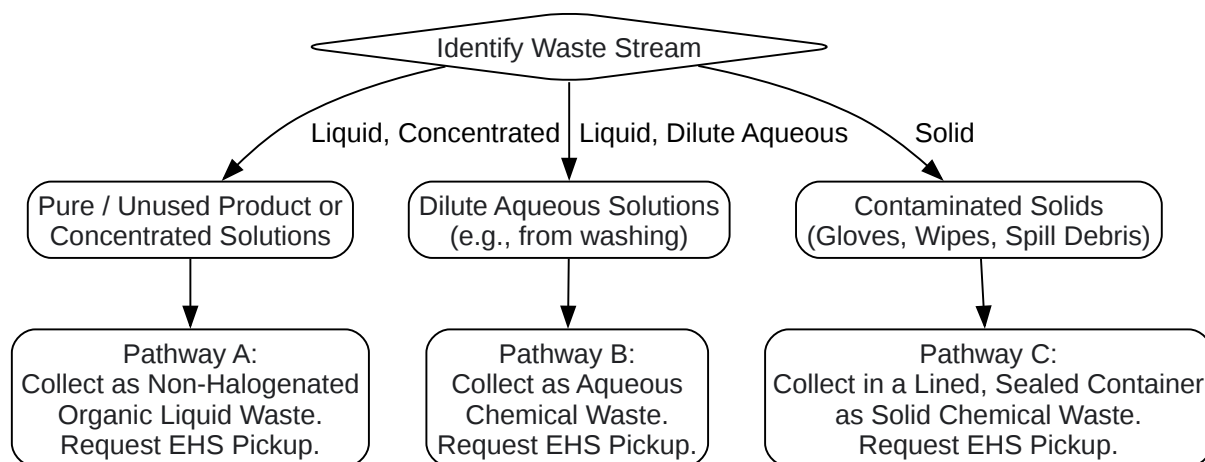 Identify Waste Stream
Liquid, Concentrated
Liquid, Dilute Aqueous
Solid
Pure / Unused Product or
Concentrated Solutions
Dilute Aqueous Solutions
(e.g., from washing)
Contaminated Solids
(Gloves, Wipes, Spill Debris)
Pathway A:
Collect as Non-Halogenated
Organic Liquid Waste.
Request EHS Pickup.
Pathway B:
Collect as Aqueous
Chemical Waste.
Request EHS Pickup.
Pathway C:
Collect in a Lined, Sealed Container
as Solid Chemical Waste.
Request EHS Pickup.